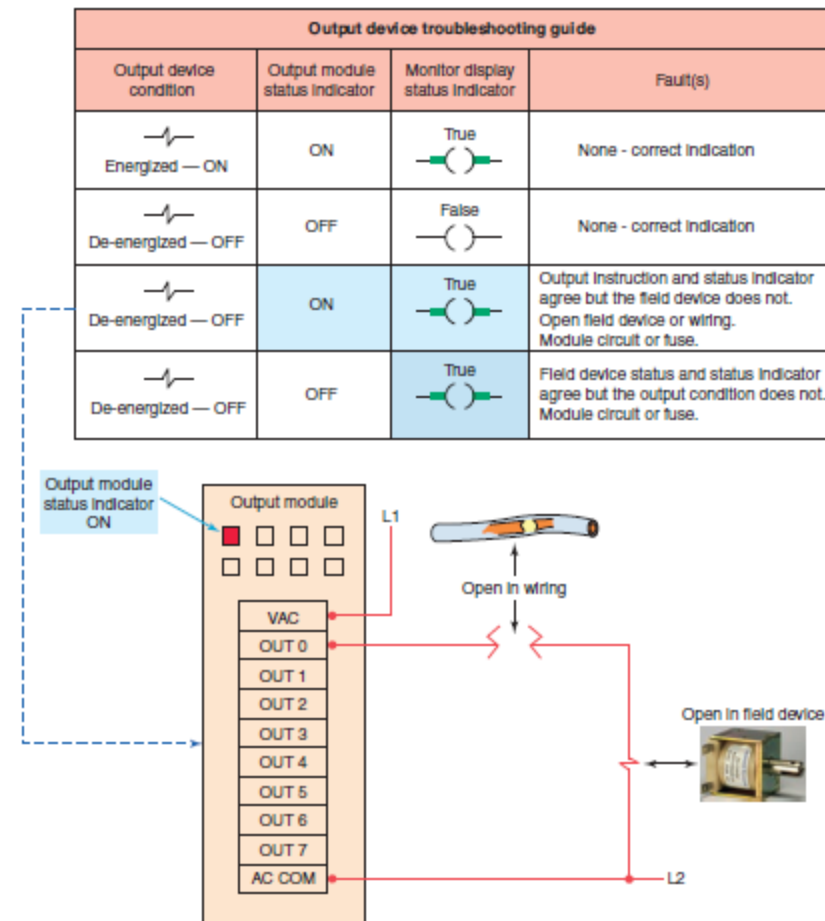 Output device troubleshooting guide
Output device
condition
Output module
status indicator
Monitor display
status indicator
Fault(s)
Energized — ON
ON
True
None - correct indication
De-energized — OFF
OFF
False
None - correct indication
De-energized — OFF
ON
True
Output instruction and status indicator
agree but the field device does not.
Open field device or wiring.
Module circuit or fuse.
De-energized — OFF
OFF
True
Field device status and status indicator
agree but the output condition does not.
Module circuit or fuse.
Output module
status indicator
ON
Output module
L1
Open in wiring
VAC
OUT 0
OUT 1
OUT 2
OUT 3
OUT 4
OUT 5
OUT 6
OUT 7
AC COM
Open in field device
L2